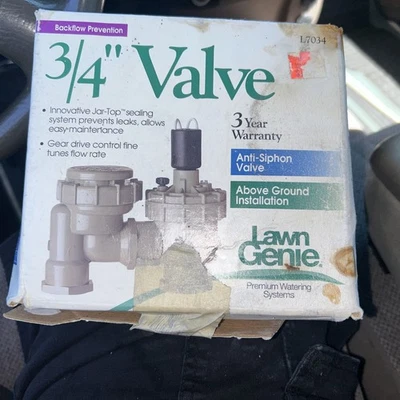 Backflow Prevention
L7034
3/4" Valve
• Innovative Jar-Top™ sealing
system prevents leaks, allows
easy maintenance
• Gear drive control fine
tunes flow rate
3 Year
Warranty
Anti-Siphon
Valve
Above Ground
Installation
Lawn
Genie®
Premium Watering
Systems